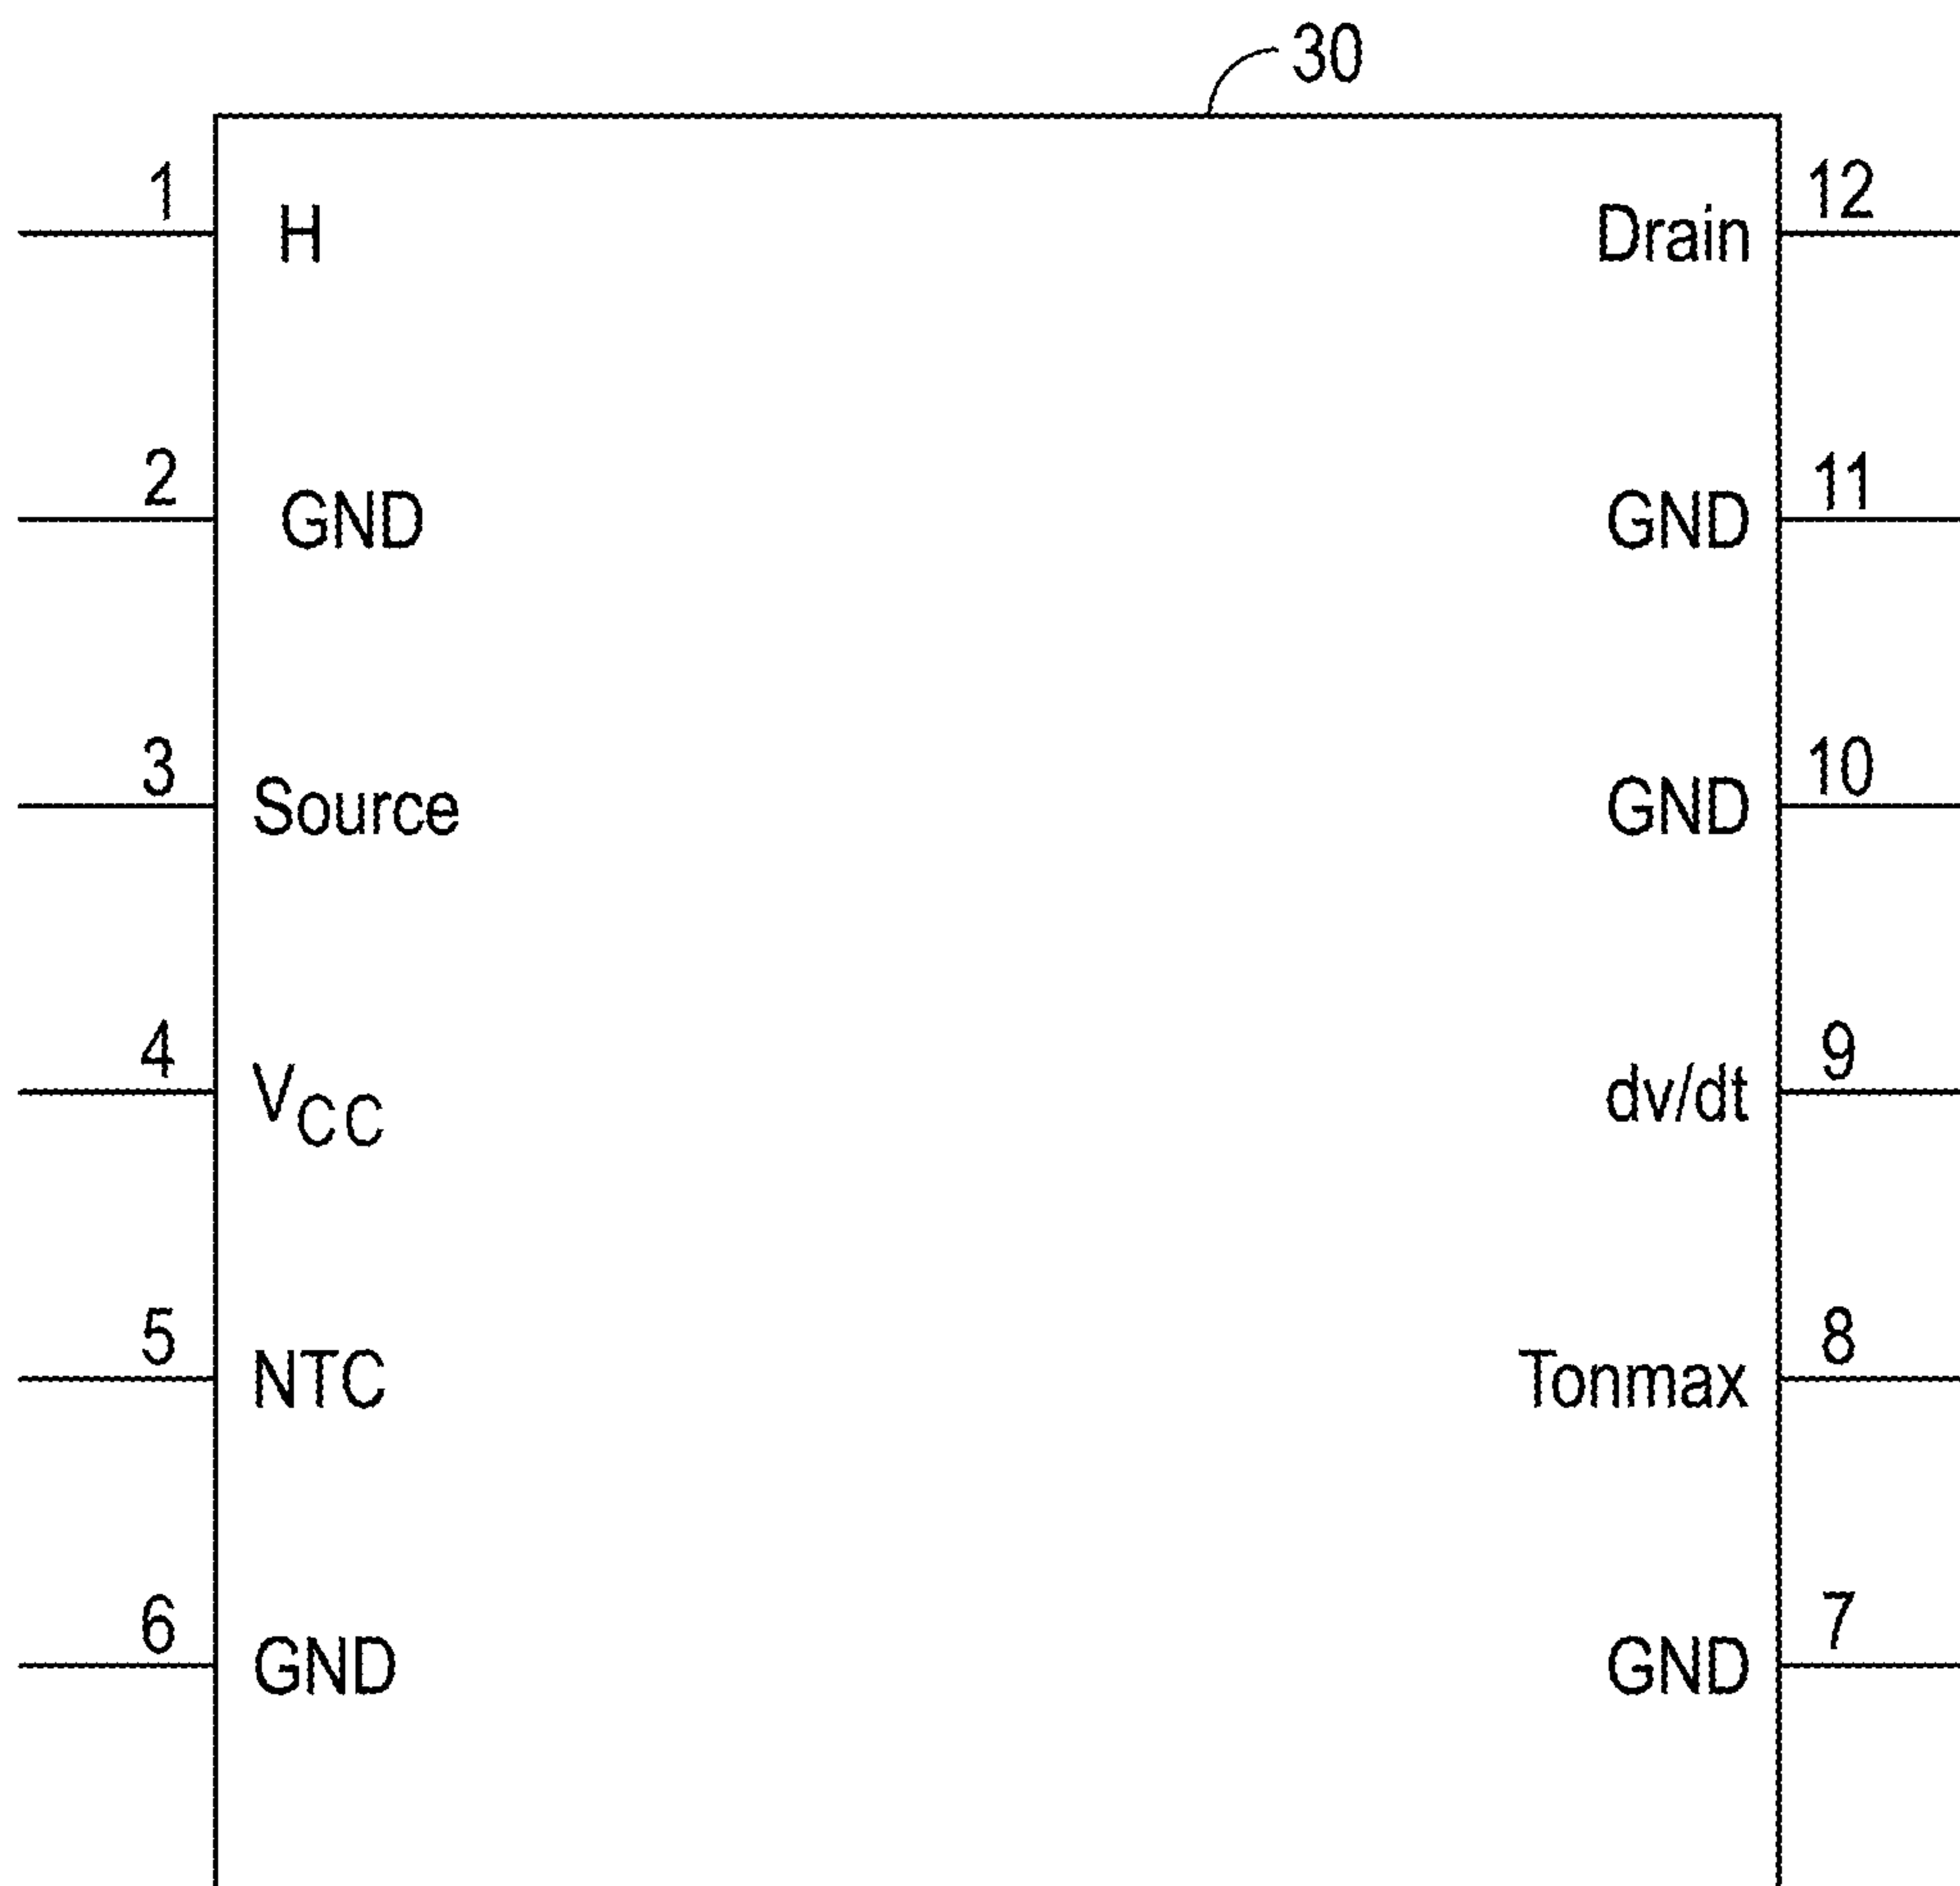 30
1 H Drain 12
2 GND GND 11
3 Source GND 10
4 VCC dv/dt 9
5 NTC Tonmax 8
6 GND GND 7